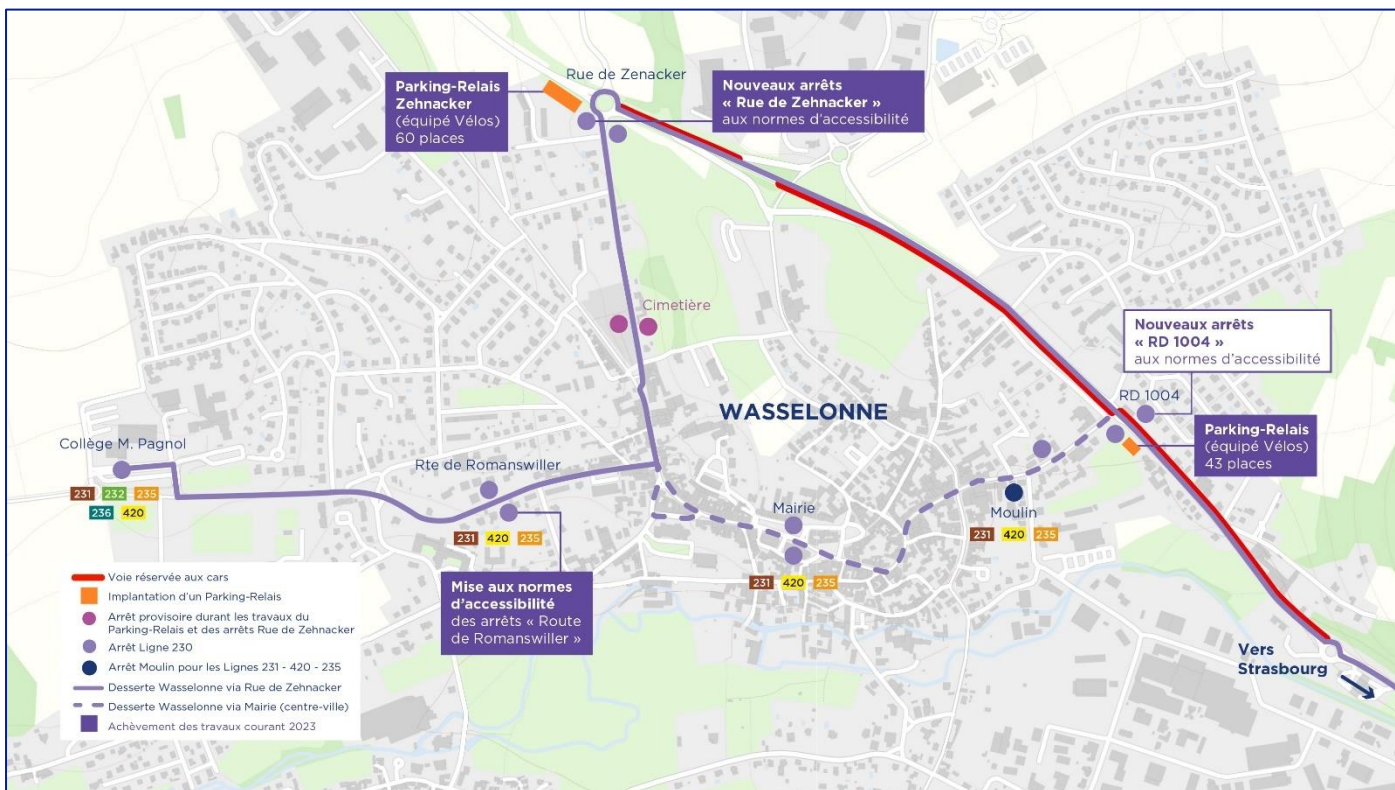 Rue de Zenacker
Parking-Relais
Zehnacker
(équipé Vélos)
60 places
Nouveaux arrêts
« Rue de Zehnacker »
aux normes d'accessibilité
Cimetière
Nouveaux arrêts
« RD 1004 »
aux normes d'accessibilité
RD 1004
WASSELONNE
Parking-Relais
(équipé Vélos)
43 places
Collège M. Pagnol
231 232 235
236 420
Rte de Romanswiller
231 420 235
Mairie
231 420 235
Moulin
231 420 235
Mise aux normes
d'accessibilité
des arrêts « Route
de Romanswiller »
Vers
Strasbourg
Voie réservée aux cars
Implantation d'un Parking-Relais
Arrêt provisoire durant les travaux du
Parking-Relais et des arrêts Rue de Zehnacker
Arrêt Ligne 230
Arrêt Moulin pour les Lignes 231 - 420 - 235
Desserte Wasselonne via Rue de Zehnacker
Desserte Wasselonne via Mairie (centre-ville)
Achèvement des travaux courant 2023